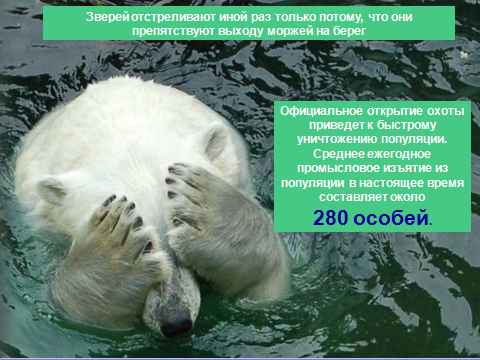 Зверей отстреливают иной раз только потому, что они
препятствуют выходу моржей на берег
Официальное открытие охоты
приведет к быстрому
уничтожению популяции.
Среднее ежегодное
промысловое изъятие из
популяции в настоящее время
составляет около
280 особей.